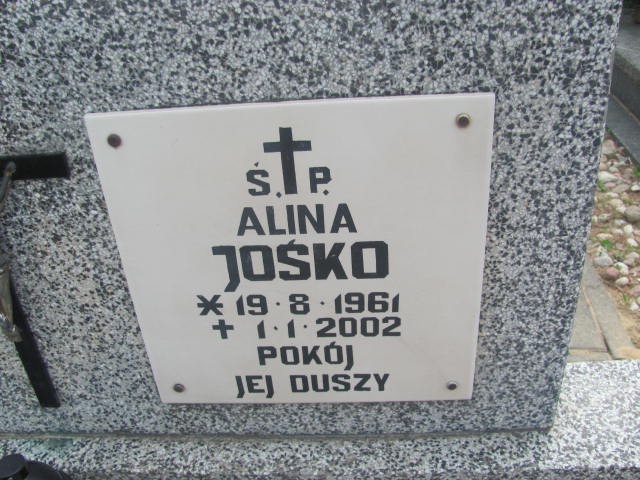 Ś. P.
ALINA
JOŚKO
* 19·8·1961
+ 1·1·2002
POKÓJ
JEJ DUSZY